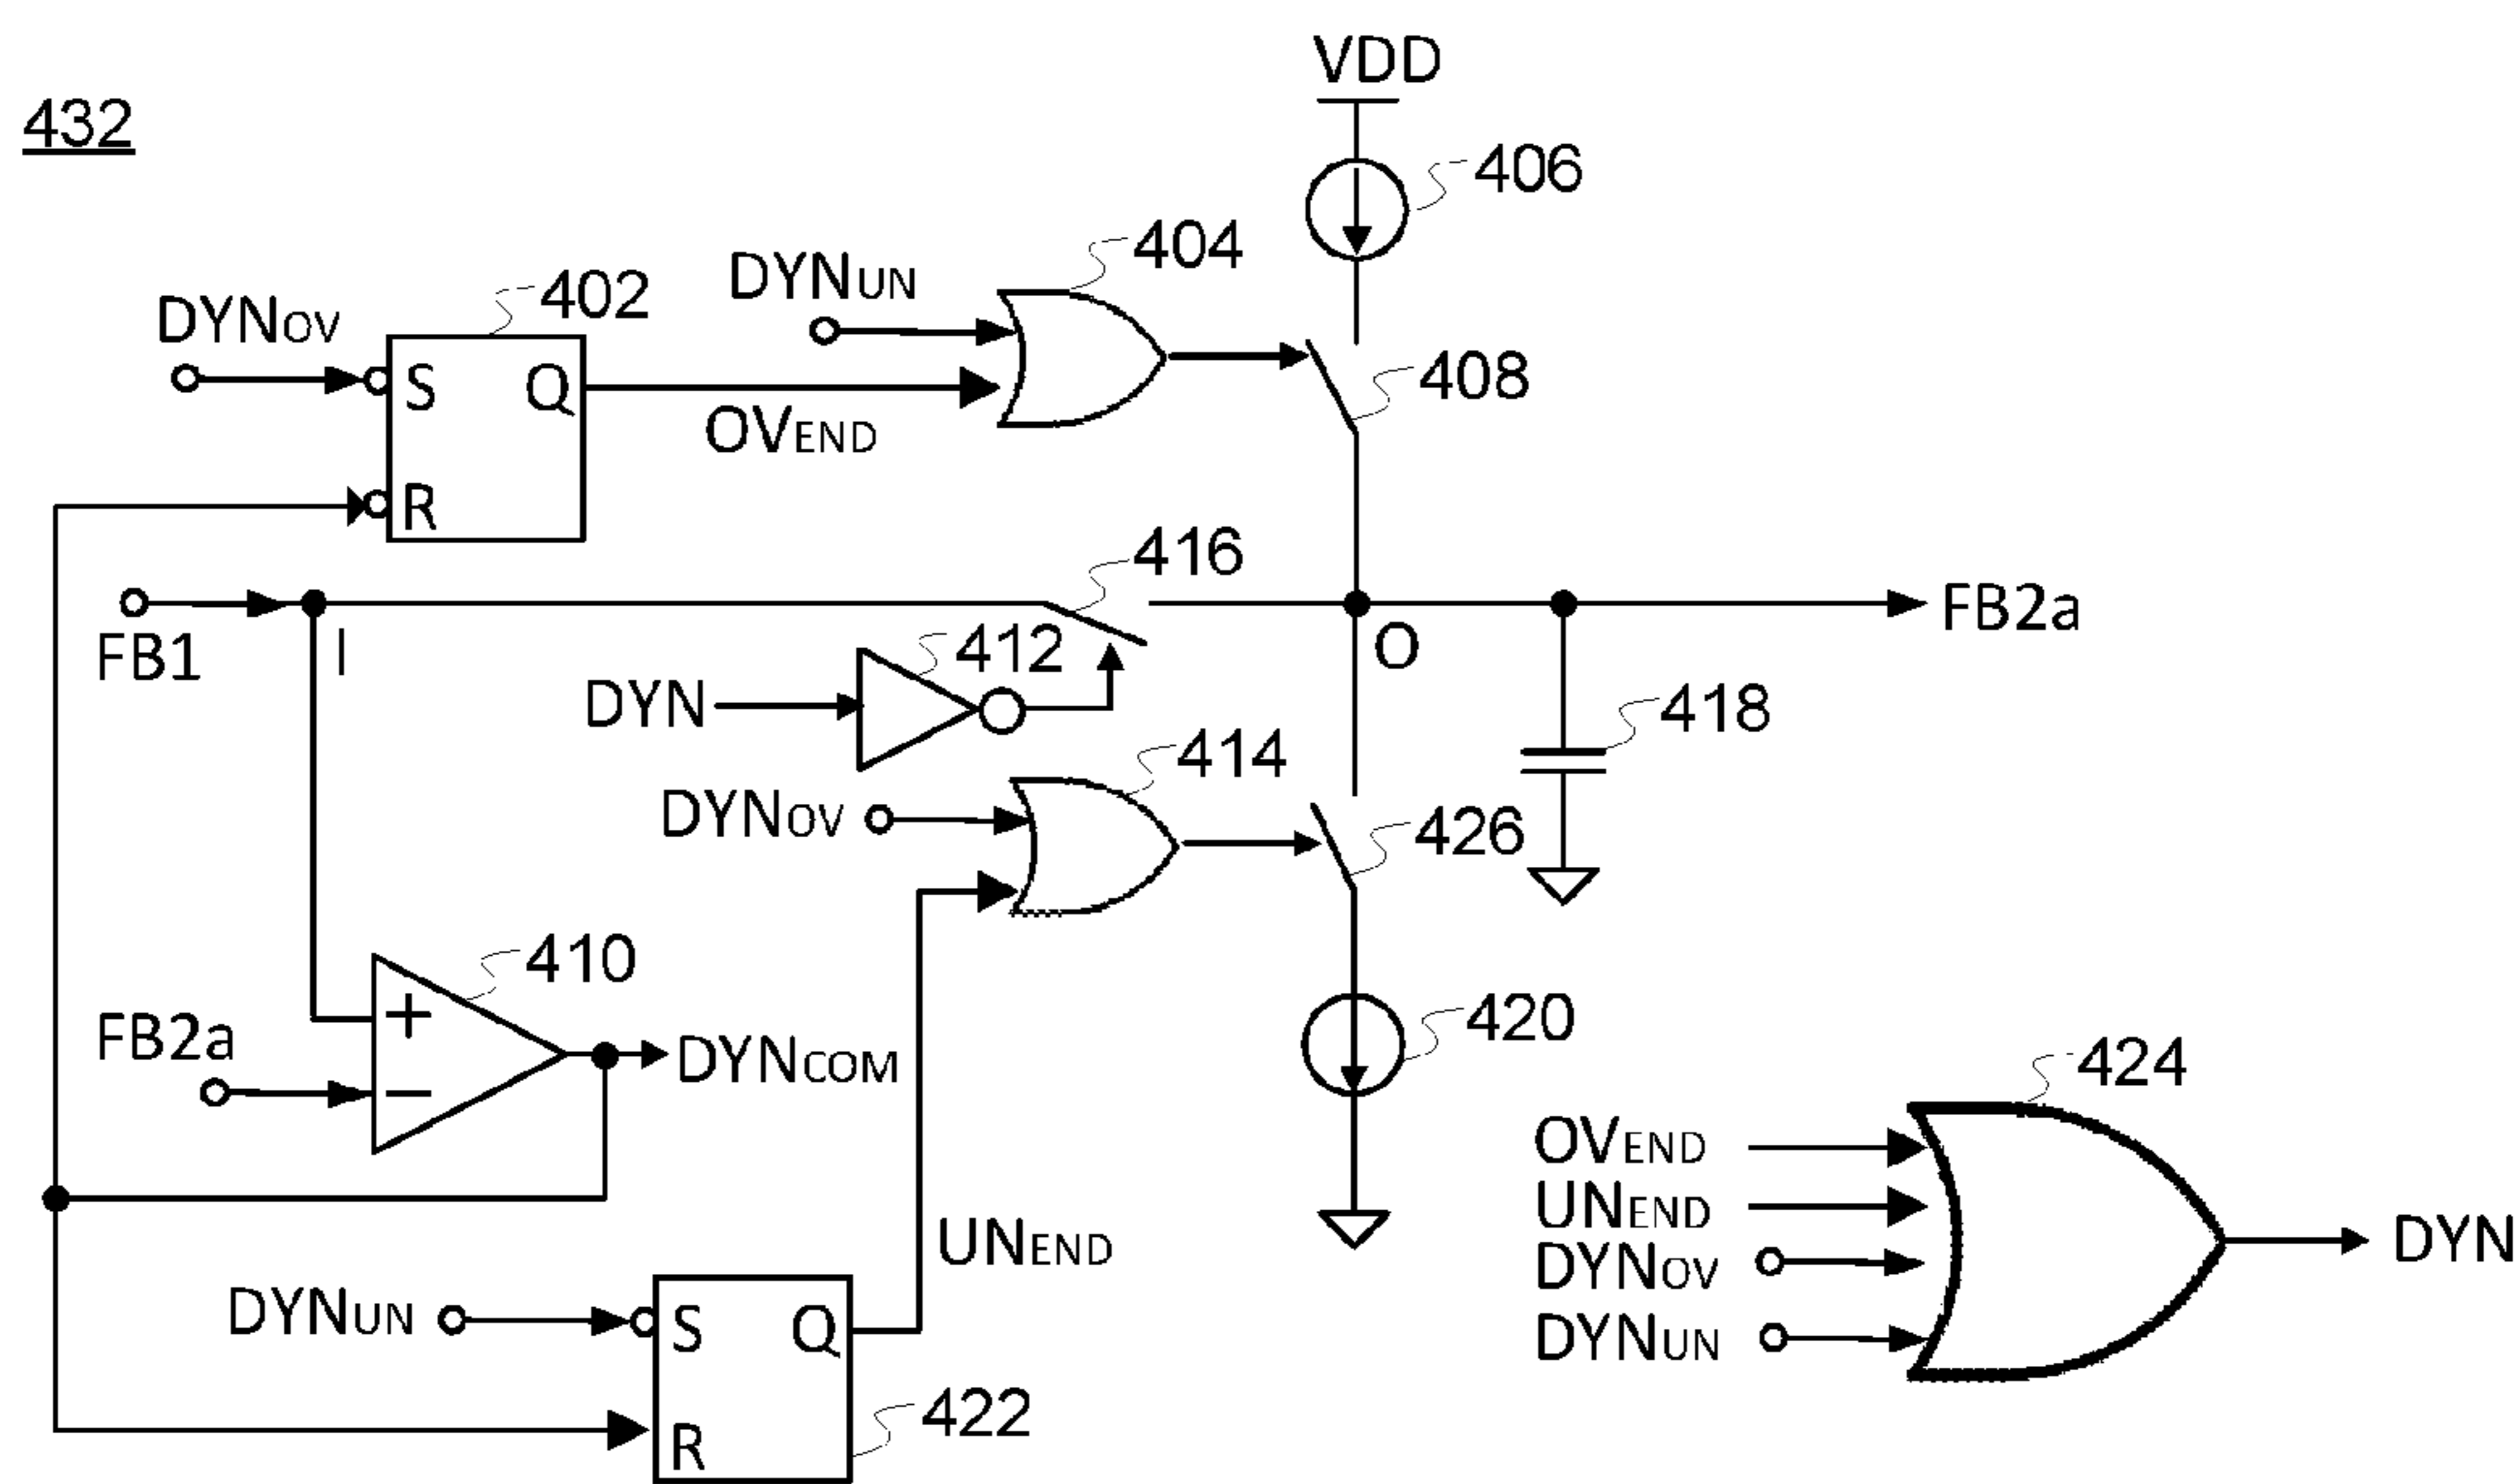 VDD
432
406
404
DYNUN
402
DYNOV
S
Q
408
OVEND
R
416
FB1
I
FB2a
O
412
DYN
418
414
DYNOV
426
410
FB2a
+
−
DYNCOM
420
424
OVEND
UNEND
UNEND
DYN
DYNOV
DYNUN
S
Q
DYNUN
422
R